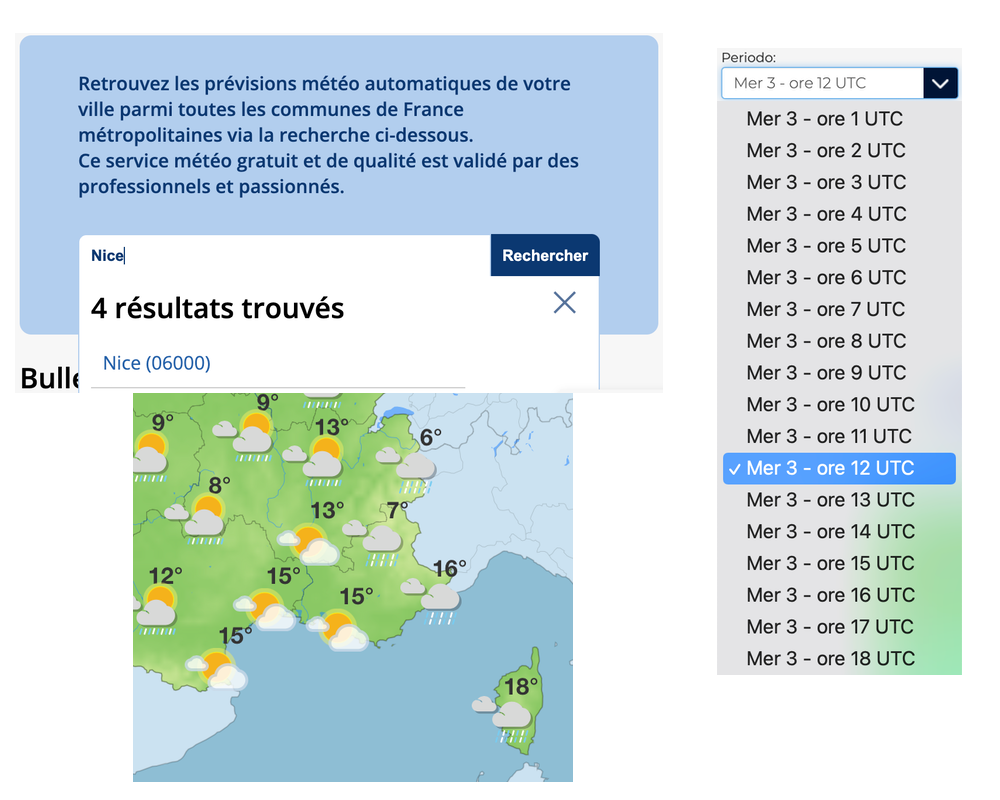 Retrouvez les prévisions météo automatiques de votre
ville parmi toutes les communes de France
métropolitaines via la recherche ci-dessous.
Ce service météo gratuit et de qualité est validé par des
professionnels et passionnés.
Nice
Rechercher
4 résultats trouvés
Nice (06000)
Bulle
9°
9°
13°
6°
8°
13°
7°
12°
15°
15°
16°
15°
18°
Periodo:
Mer 3 - ore 12 UTC
Mer 3 - ore 1 UTC
Mer 3 - ore 2 UTC
Mer 3 - ore 3 UTC
Mer 3 - ore 4 UTC
Mer 3 - ore 5 UTC
Mer 3 - ore 6 UTC
Mer 3 - ore 7 UTC
Mer 3 - ore 8 UTC
Mer 3 - ore 9 UTC
Mer 3 - ore 10 UTC
Mer 3 - ore 11 UTC
✓ Mer 3 - ore 12 UTC
Mer 3 - ore 13 UTC
Mer 3 - ore 14 UTC
Mer 3 - ore 15 UTC
Mer 3 - ore 16 UTC
Mer 3 - ore 17 UTC
Mer 3 - ore 18 UTC